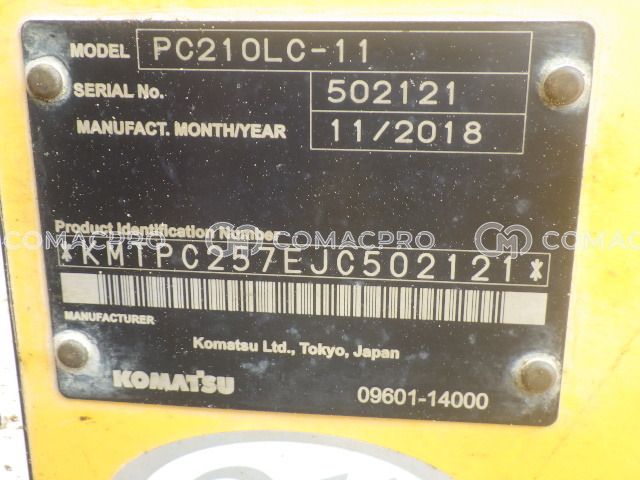 MODEL PC210LC-11
SERIAL No. 502121
MANUFACT. MONTH/YEAR 11/2018
Product Identification Number
COMACPRO COMACPRO COMACPRO
*KMTPC257EJC502121*
MANUFACTURER
Komatsu Ltd., Tokyo, Japan
KOMATSU
09601-14000